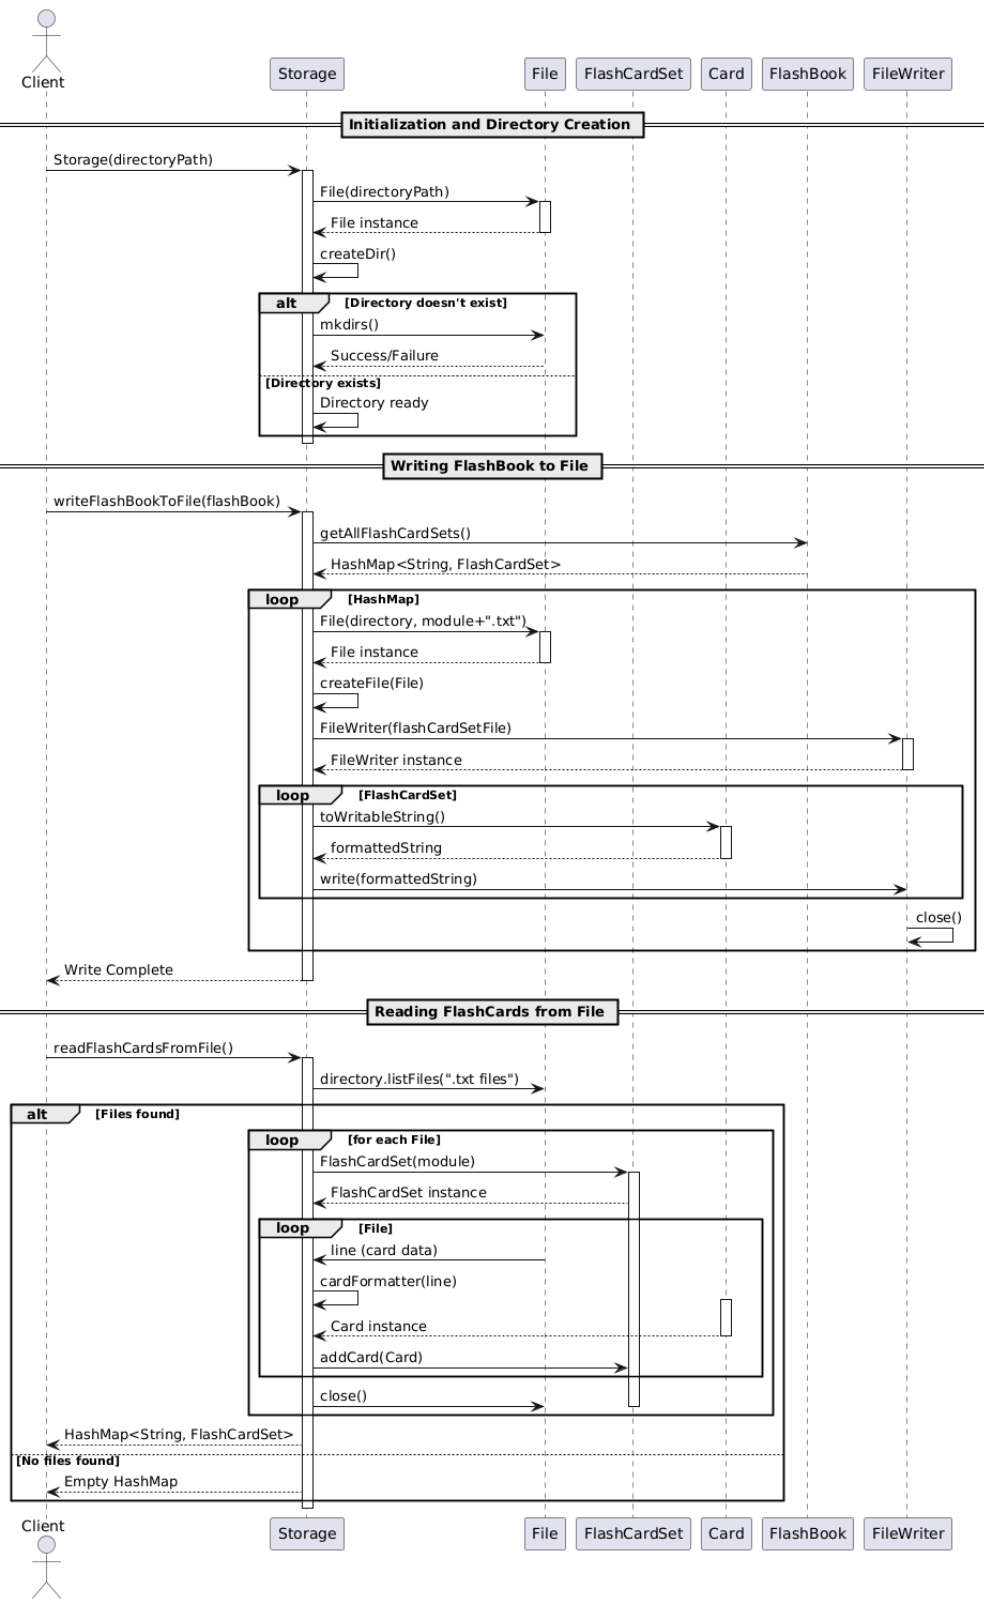 Client
Storage
File
FlashCardSet
Card
FlashBook
FileWriter
Initialization and Directory Creation
Storage(directoryPath)
File(directoryPath)
File instance
createDir()
alt
[Directory doesn't exist]
mkdirs()
Success/Failure
[Directory exists]
Directory ready
Writing FlashBook to File
writeFlashBookToFile(flashBook)
getAllFlashCardSets()
HashMap<String, FlashCardSet>
loop
[HashMap]
File(directory, module+".txt")
File instance
createFile(File)
FileWriter(flashCardSetFile)
FileWriter instance
loop
[FlashCardSet]
toWritableString()
formattedString
write(formattedString)
close()
Write Complete
Reading FlashCards from File
readFlashCardsFromFile()
directory.listFiles(".txt files")
alt
[Files found]
loop
[for each File]
FlashCardSet(module)
FlashCardSet instance
loop
[File]
line (card data)
cardFormatter(line)
Card instance
addCard(Card)
close()
HashMap<String, FlashCardSet>
[No files found]
Empty HashMap
Client
Storage
File
FlashCardSet
Card
FlashBook
FileWriter